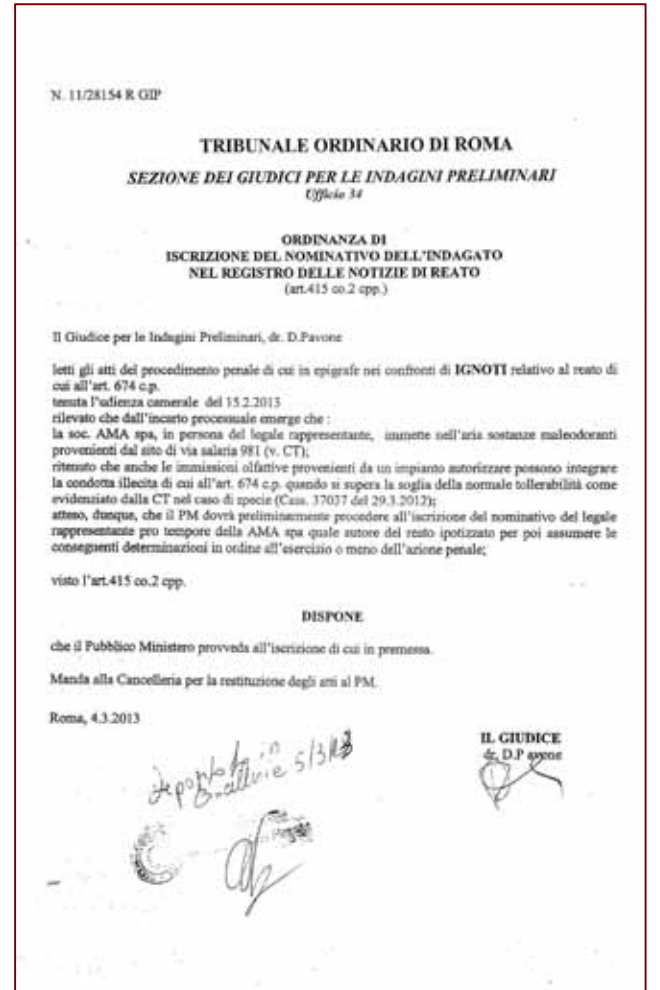 N. 11/28154 R GIP
TRIBUNALE ORDINARIO DI ROMA
SEZIONE DEI GIUDICI PER LE INDAGINI PRELIMINARI
Ufficio 34
ORDINANZA DI
ISCRIZIONE DEL NOMINATIVO DELL'INDAGATO
NEL REGISTRO DELLE NOTIZIE DI REATO
(art.415 co.2 cpp.)
Il Giudice per le Indagini Preliminari, dr. D.Pavone
letti gli atti del procedimento penale di cui in epigrafe nei confronti di IGNOTI relativo al reato di
cui all'art. 674 c.p.
tenuta l'udienza camerale del 15.2.2013
rilevato che dall'incarto processuale emerge che :
la soc. AMA spa, in persona del legale rappresentante, immette nell'aria sostanze maleodoranti
provenienti dal sito di via salaria 981 (v. CT);
ritenuto che anche le immissioni olfattive provenienti da un impianto autorizzare possono integrare
la condotta illecita di cui all'art. 674 c.p. quando si supera la soglia della normale tollerabilità come
evidenziato dalla CT nel caso di specie (Cass. 37037 del 29.3.2012);
atteso, dunque, che il PM dovrà preliminarmente procedere all'iscrizione del nominativo del legale
rappresentante pro tempore della AMA spa quale autore del reato ipotizzato per poi assumere le
conseguenti determinazioni in ordine all'esercizio o meno dell'azione penale;
visto l'art.415 co.2 cpp.
DISPONE
che il Pubblico Ministero provveda all'iscrizione di cui in premessa.
Manda alla Cancelleria per la restituzione degli atti al PM.
Roma, 4.3.2013
IL GIUDICE
dr. D.P avone
in
5/3/13